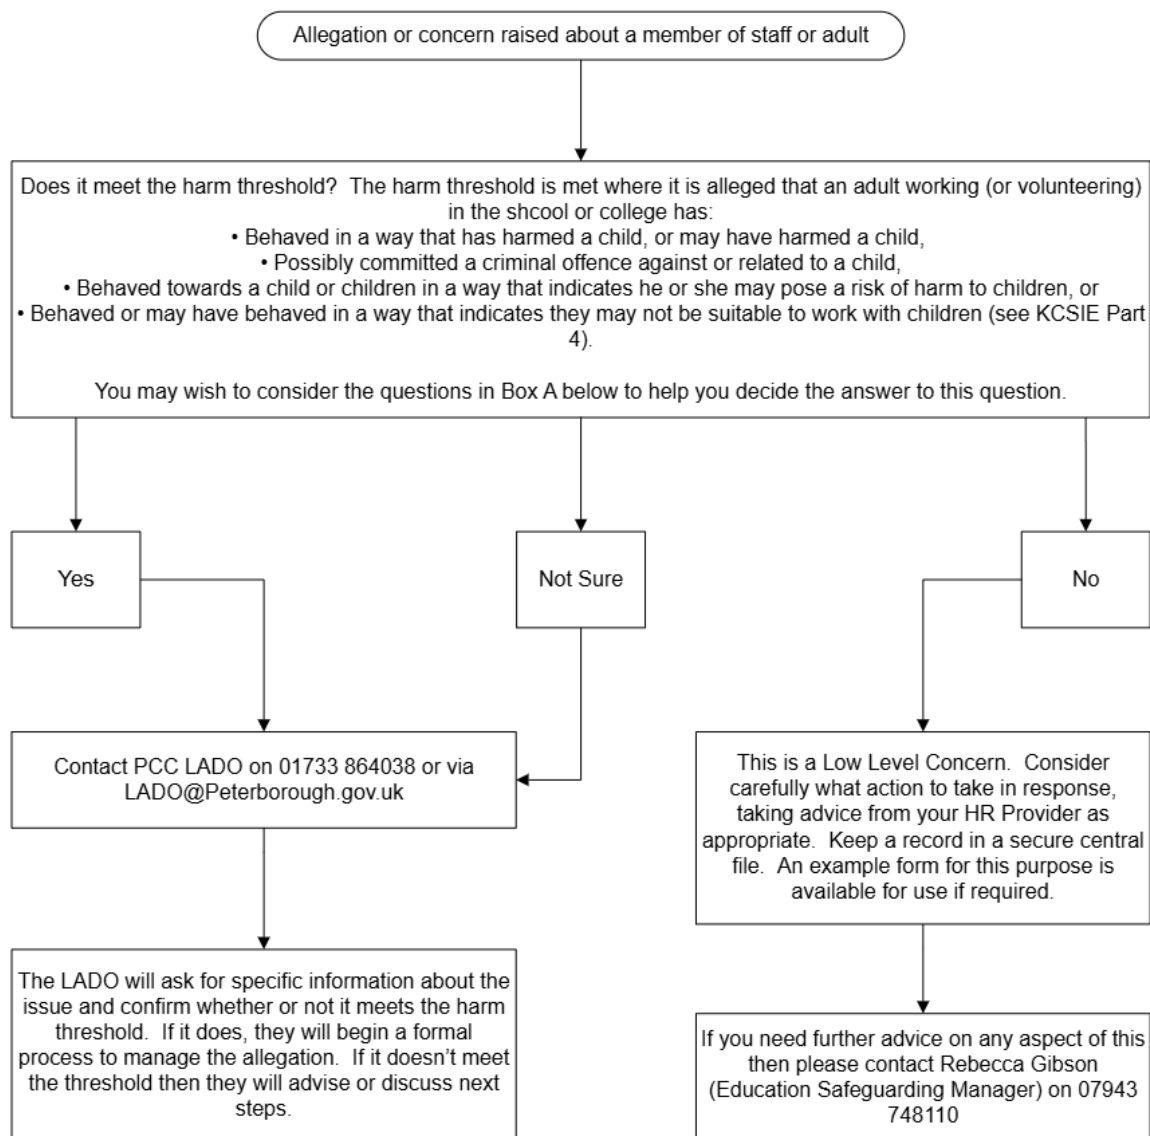 Allegation or concern raised about a member of staff or adult
Does it meet the harm threshold?  The harm threshold is met where it is alleged that an adult working (or volunteering)
in the shcool or college has:
• Behaved in a way that has harmed a child, or may have harmed a child,
• Possibly committed a criminal offence against or related to a child,
• Behaved towards a child or children in a way that indicates he or she may pose a risk of harm to children, or
• Behaved or may have behaved in a way that indicates they may not be suitable to work with children (see KCSIE Part
4).
You may wish to consider the questions in Box A below to help you decide the answer to this question.
Yes
Not Sure
No
Contact PCC LADO on 01733 864038 or via
LADO@Peterborough.gov.uk
This is a Low Level Concern.  Consider
carefully what action to take in response,
taking advice from your HR Provider as
appropriate.  Keep a record in a secure central
file.  An example form for this purpose is
available for use if required.
The LADO will ask for specific information about the
issue and confirm whether or not it meets the harm
threshold.  If it does, they will begin a formal
process to manage the allegation.  If it doesn’t meet
the threshold then they will advise or discuss next
steps.
If you need further advice on any aspect of this
then please contact Rebecca Gibson
(Education Safeguarding Manager) on 07943
748110